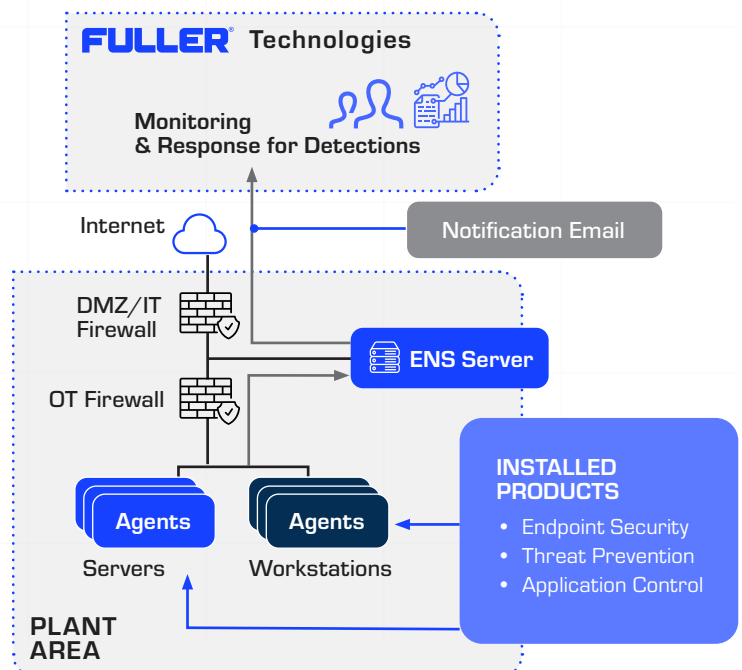 FULLER® Technologies
Monitoring
& Response for Detections
Internet
Notification Email
DMZ/IT
Firewall
ENS Server
OT Firewall
INSTALLED
PRODUCTS
• Endpoint Security
• Threat Prevention
• Application Control
Agents
Agents
Servers
Workstations
PLANT
AREA